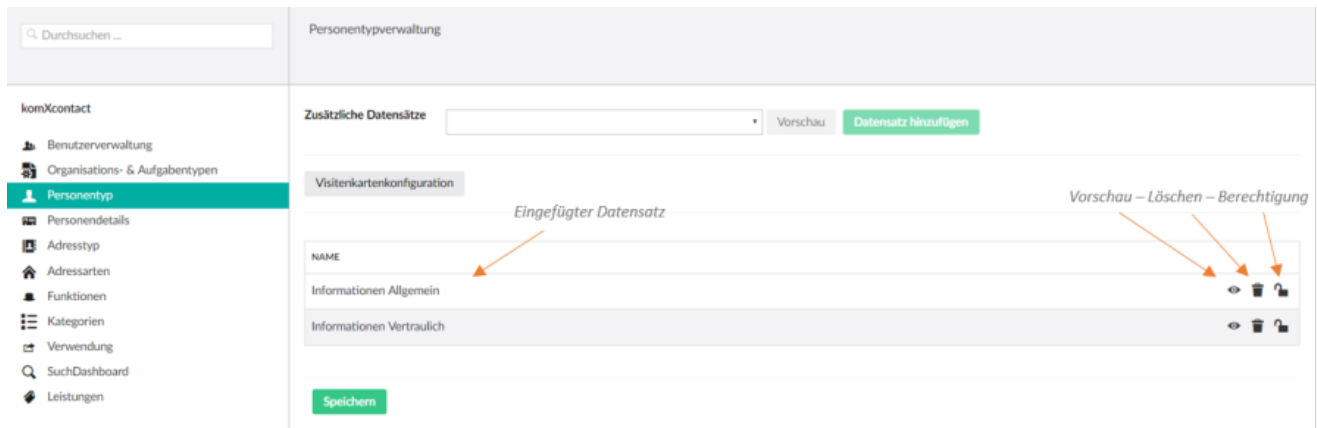 Durchsuchen ...
Personentypverwaltung
komXcontact
Benutzerverwaltung
Organisations- & Aufgabentypen
Personentyp
Personendetails
Adresstyp
Adressarten
Funktionen
Kategorien
Verwendung
SuchDashboard
Leistungen
Zusätzliche Datensätze
Vorschau
Datensatz hinzufügen
Visitenkartenkonfiguration
Eingefügter Datensatz
Vorschau – Löschen – Berechtigung
NAME
Informationen Allgemein
Informationen Vertraulich
Speichern